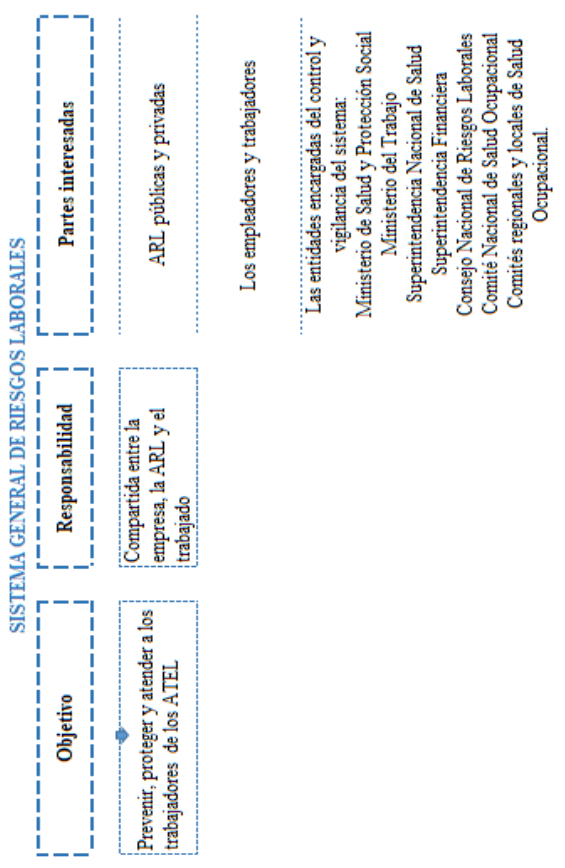 SISTEMA GENERAL DE RIESGOS LABORALES
Objetivo
Prevenir, proteger y atender a los
trabajadores de los ATEL
Responsabilidad
Compartida entre la
empresa, la ARL y el
trabajado
Partes interesadas
ARL públicas y privadas
Los empleadores y trabajadores
Las entidades encargadas del control y
vigilancia del sistema:
Ministerio de Salud y Protección Social
Ministerio del Trabajo
Superintendencia Nacional de Salud
Superintendencia Financiera
Consejo Nacional de Riesgos Laborales
Comité Nacional de Salud Ocupacional
Comités regionales y locales de Salud
Ocupacional.